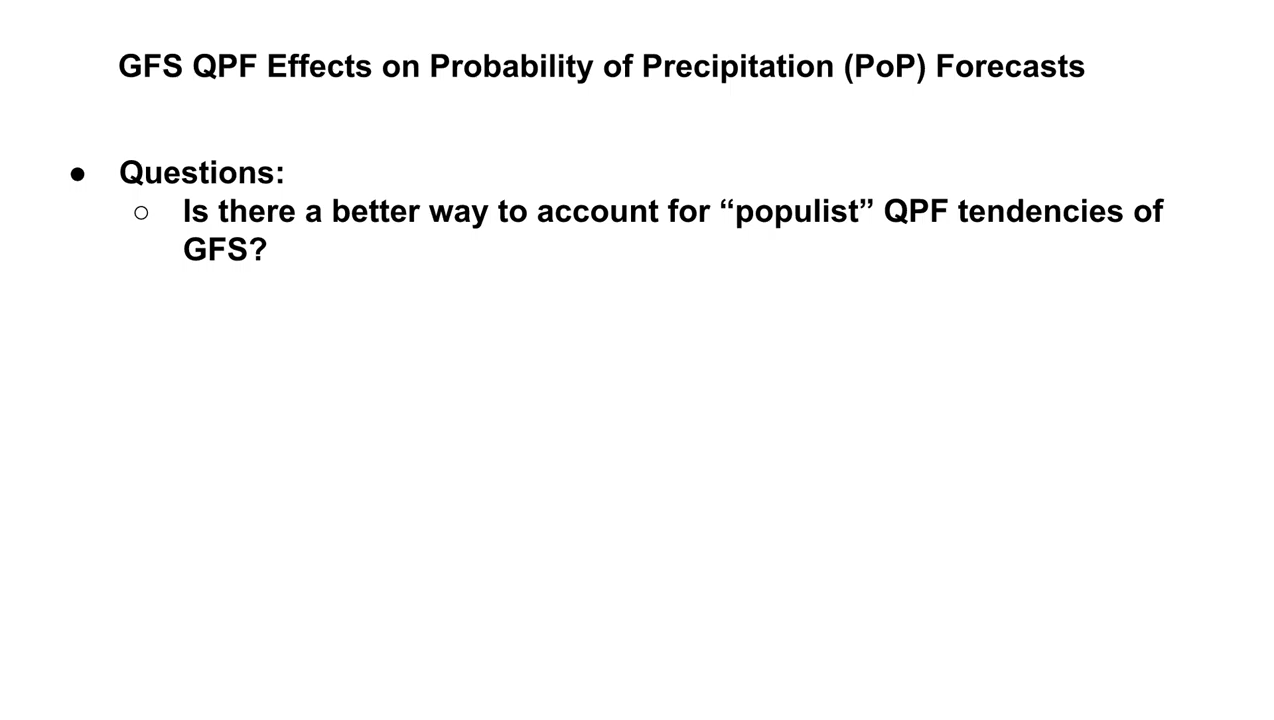 GFS QPF Effects on Probability of Precipitation (PoP) Forecasts
● Questions:
○ Is there a better way to account for “populist” QPF tendencies of
GFS?